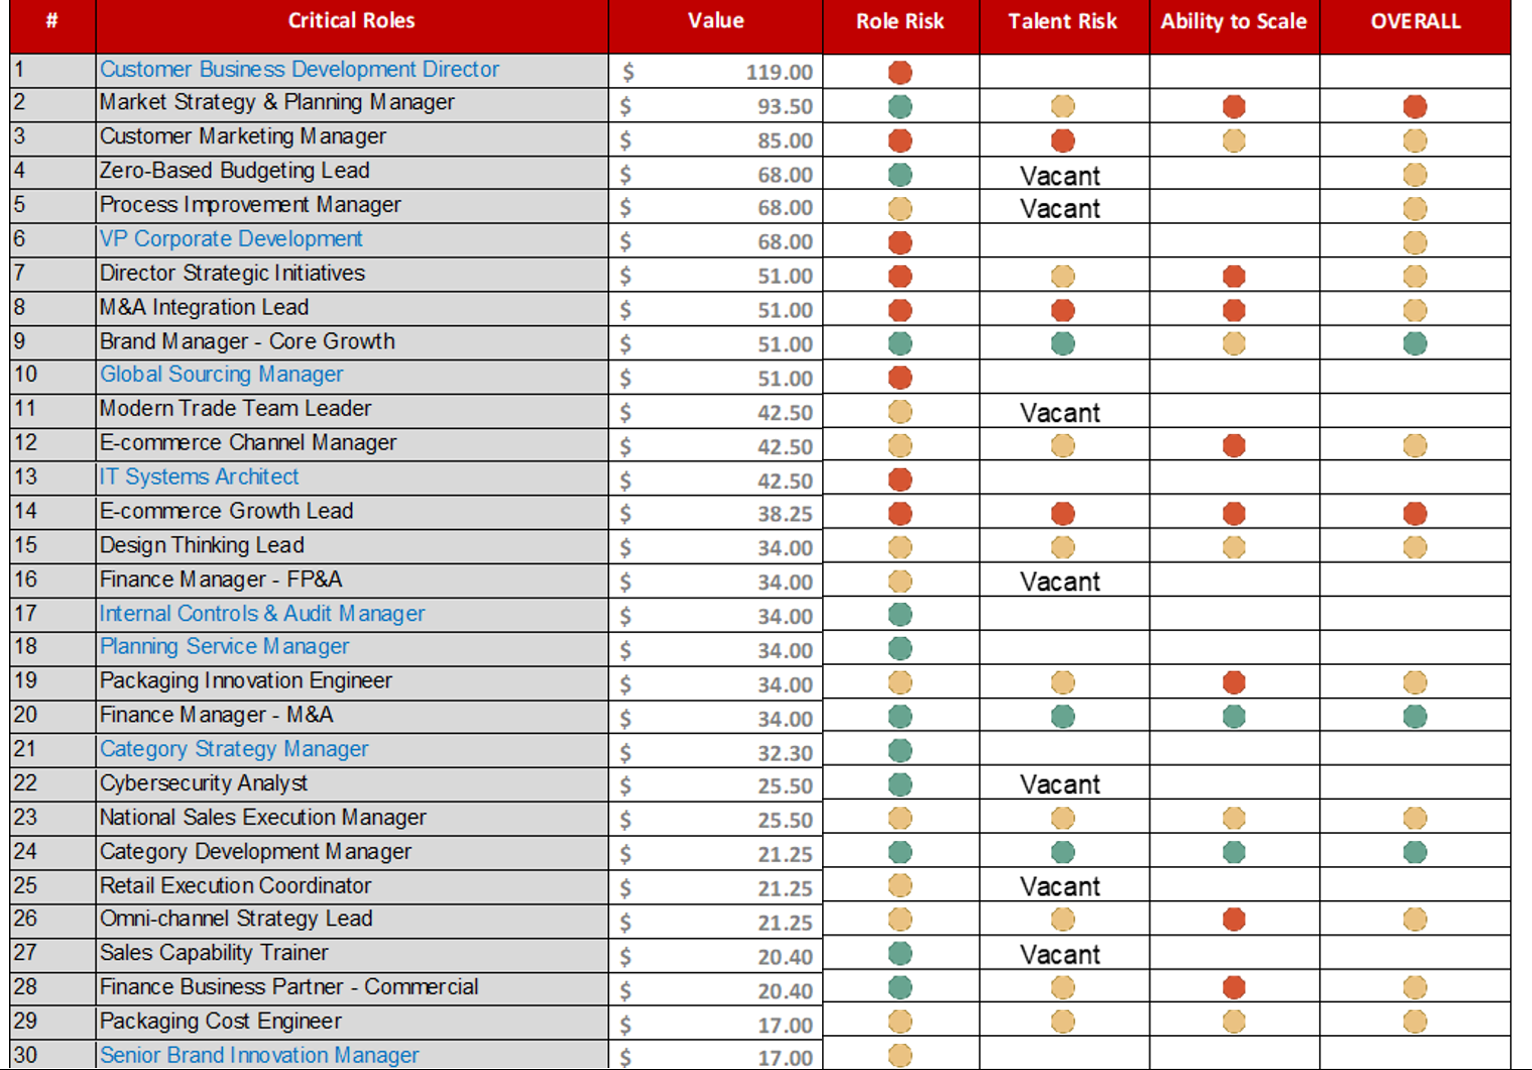 # Critical Roles Value Role Risk Talent Risk Ability to Scale OVERALL
1 Customer Business Development Director $ 119.00
2 Market Strategy & Planning Manager $ 93.50
3 Customer Marketing Manager $ 85.00
4 Zero-Based Budgeting Lead $ 68.00 Vacant
5 Process Improvement Manager $ 68.00 Vacant
6 VP Corporate Development $ 68.00
7 Director Strategic Initiatives $ 51.00
8 M&A Integration Lead $ 51.00
9 Brand Manager - Core Growth $ 51.00
10 Global Sourcing Manager $ 51.00
11 Modern Trade Team Leader $ 42.50 Vacant
12 E-commerce Channel Manager $ 42.50
13 IT Systems Architect $ 42.50
14 E-commerce Growth Lead $ 38.25
15 Design Thinking Lead $ 34.00
16 Finance Manager - FP&A $ 34.00 Vacant
17 Internal Controls & Audit Manager $ 34.00
18 Planning Service Manager $ 34.00
19 Packaging Innovation Engineer $ 34.00
20 Finance Manager - M&A $ 34.00
21 Category Strategy Manager $ 32.30
22 Cybersecurity Analyst $ 25.50 Vacant
23 National Sales Execution Manager $ 25.50
24 Category Development Manager $ 21.25
25 Retail Execution Coordinator $ 21.25 Vacant
26 Omni-channel Strategy Lead $ 21.25
27 Sales Capability Trainer $ 20.40 Vacant
28 Finance Business Partner - Commercial $ 20.40
29 Packaging Cost Engineer $ 17.00
30 Senior Brand Innovation Manager $ 17.00